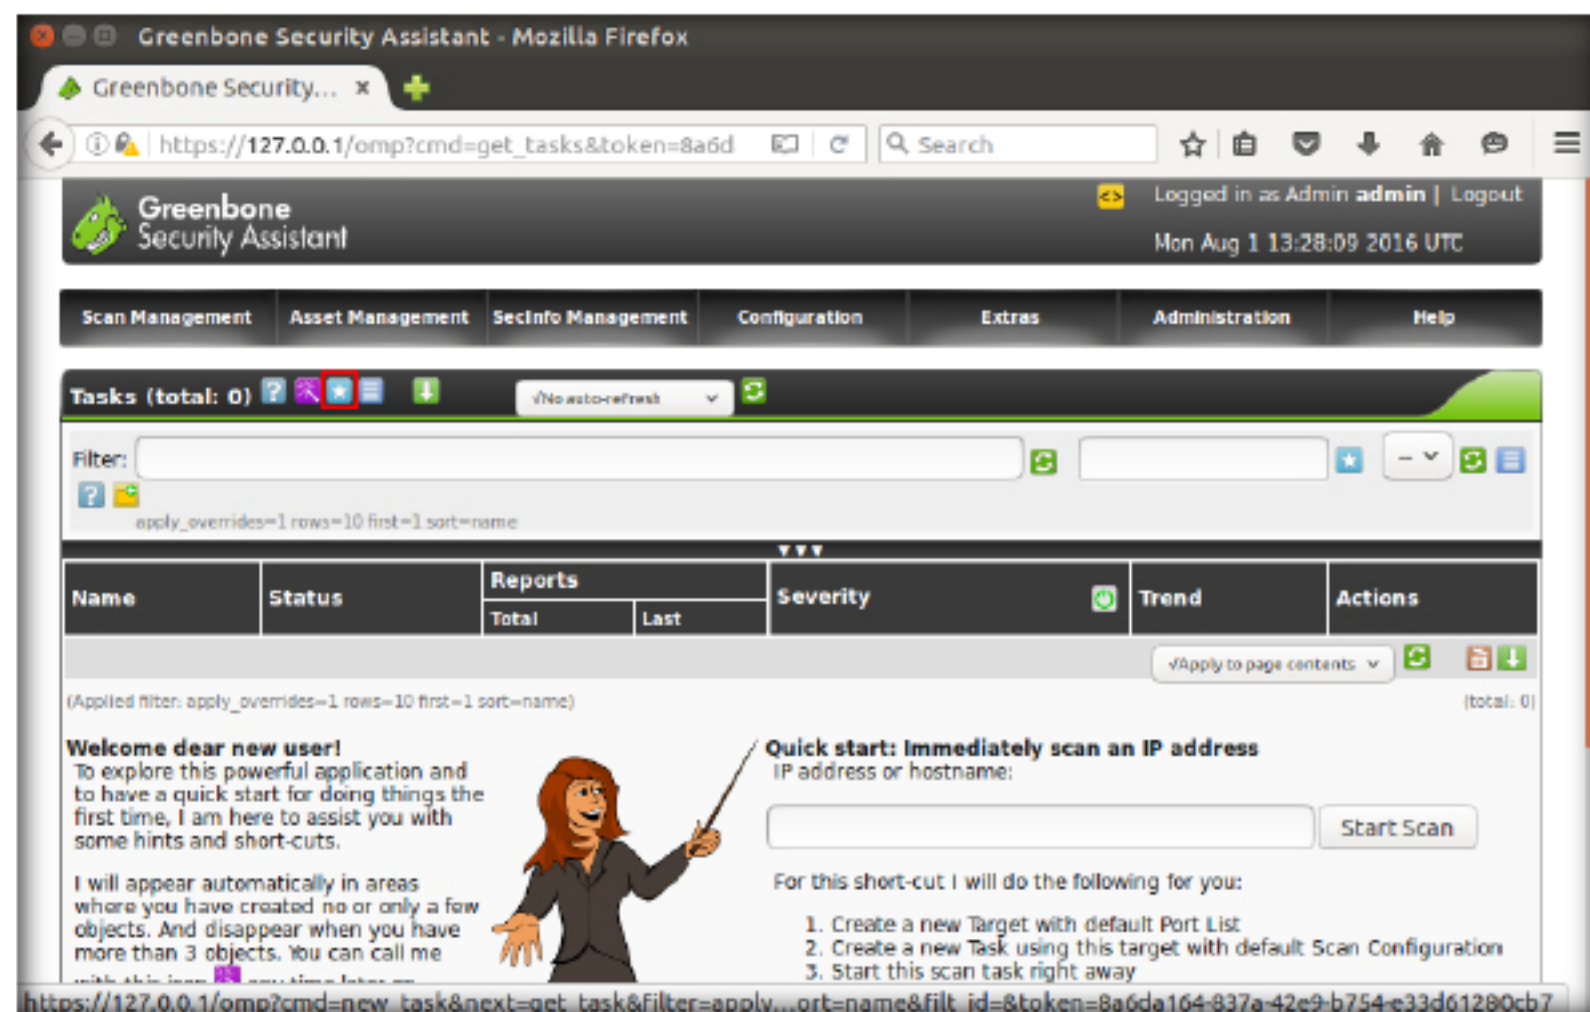 Greenbone Security Assistant - Mozilla Firefox
Greenbone Security... ×
https://127.0.0.1/omp?cmd=get_tasks&token=8a6d
Search
Greenbone
Security Assistant
Logged in as Admin admin | Logout
Mon Aug 1 13:28:09 2016 UTC
Scan Management Asset Management SecInfo Management Configuration Extras Administration Help
Tasks (total: 0) √No auto-refresh
Filter: --
apply_overrides=1 rows=10 first=1 sort=name
Name Status Reports Severity Trend Actions
Total Last
√Apply to page contents
(Applied filter: apply_overrides=1 rows=10 first=1 sort=name) (total: 0)
Welcome dear new user!
To explore this powerful application and
to have a quick start for doing things the
first time, I am here to assist you with
some hints and short-cuts.
I will appear automatically in areas
where you have created no or only a few
objects. And disappear when you have
more than 3 objects. You can call me
with this icon any time later on
Quick start: Immediately scan an IP address
IP address or hostname:
Start Scan
For this short-cut I will do the following for you:
1. Create a new Target with default Port List
2. Create a new Task using this target with default Scan Configuration
3. Start this scan task right away
https://127.0.0.1/omp?cmd=new_task&next=get_task&filter=apply...ort=name&filt_id=&token=8a6da164-837a-42e9-b754-e33d61280cb7